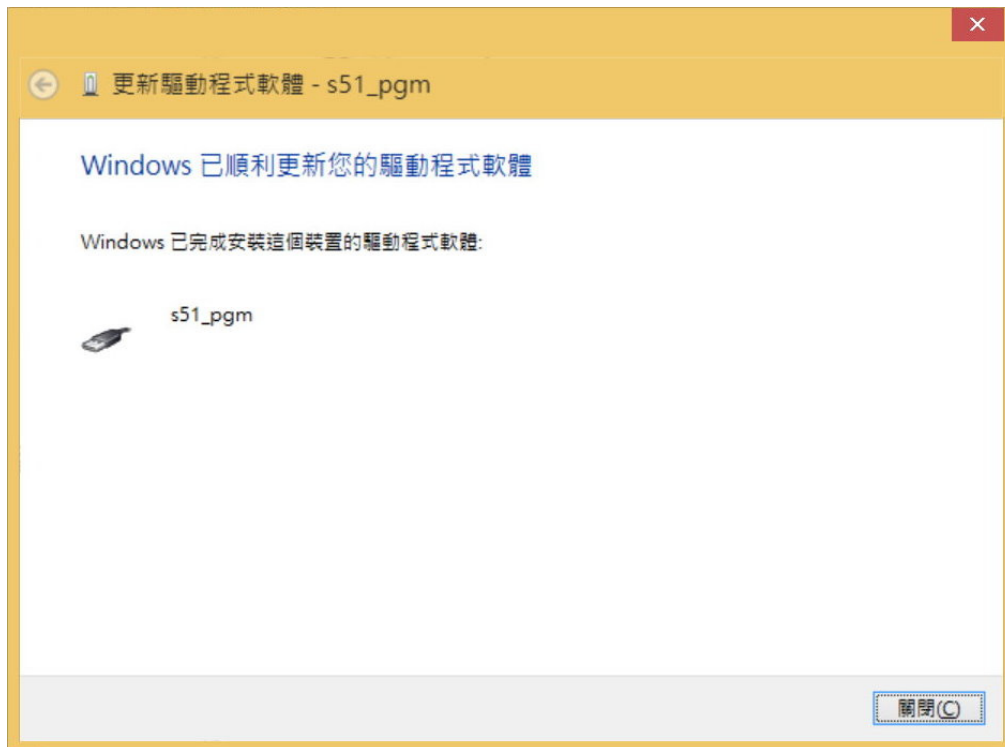 更新驅動程式軟體 - s51_pgm
Windows 已順利更新您的驅動程式軟體
Windows 已完成安裝這個裝置的驅動程式軟體:
s51_pgm
關閉(C)